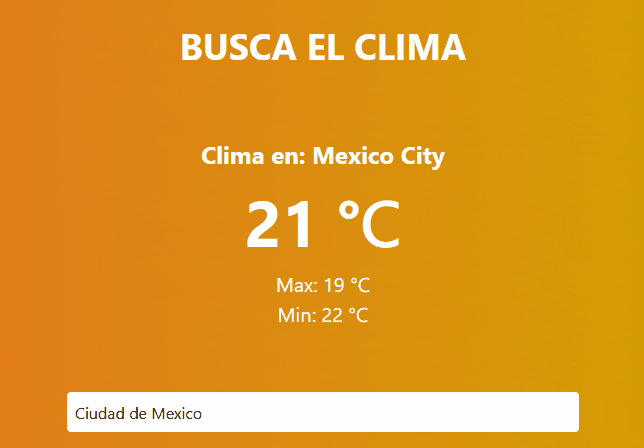 BUSCA EL CLIMA
Clima en: Mexico City
21 °C
Max: 19 °C
Min: 22 °C
Ciudad de Mexico